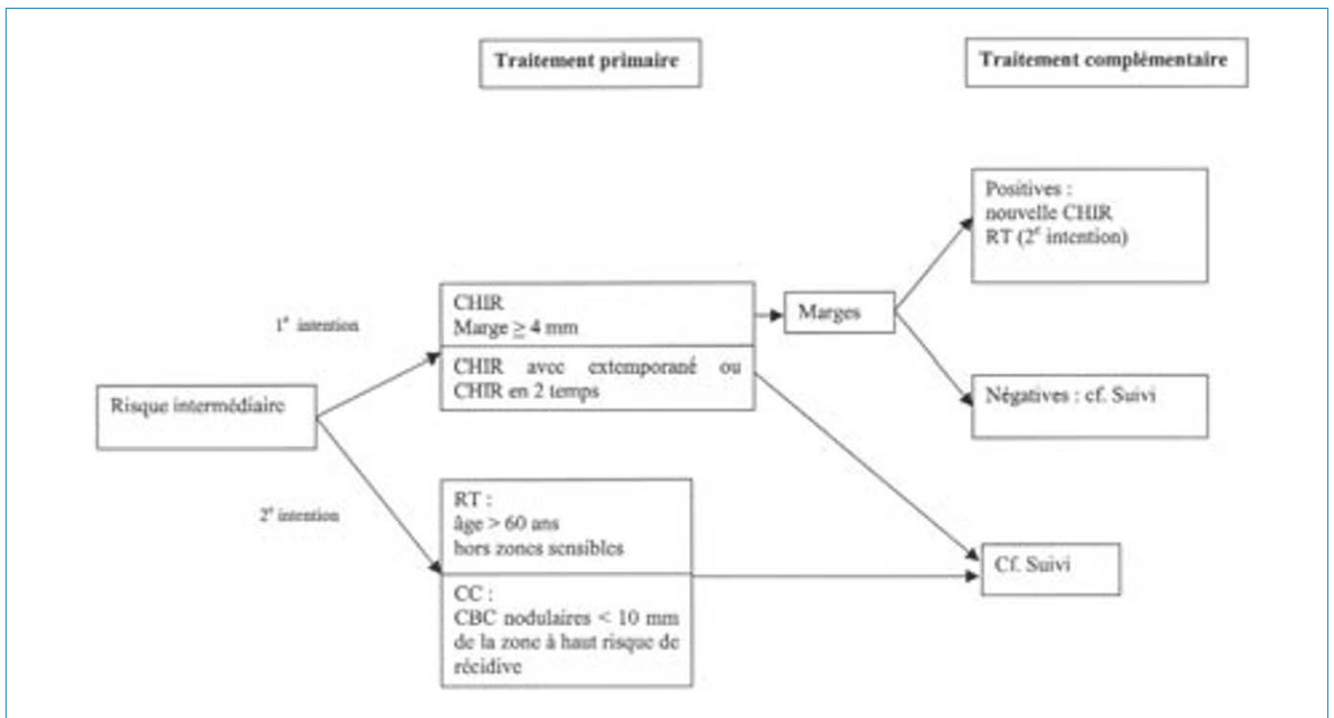 Traitement primaire
Traitement complémentaire
Positives :
nouvelle CHIR
RT (2e intention)
1e intention
CHIR
Marge ≥ 4 mm
Marges
CHIR avec extemporané ou
CHIR en 2 temps
Risque intermédiaire
Négatives : cf. Suivi
2e intention
RT :
âge > 60 ans
hors zones sensibles
Cf. Suivi
CC :
CBC nodulaires < 10 mm
de la zone à haut risque de
récidive